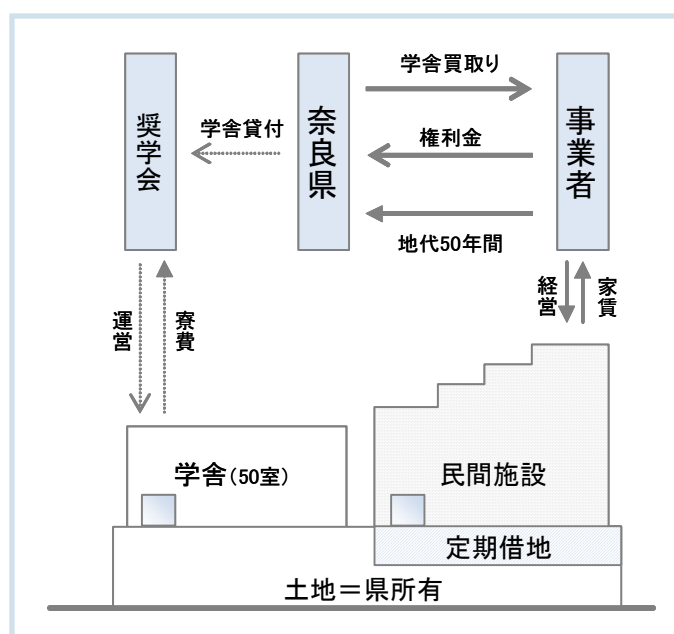 学舎買取り
奨学会
学舎貸付
奈良県
権利金
事業者
地代50年間
運営
寮費
経営
家賃
学舎(50室)
民間施設
定期借地
土地＝県所有